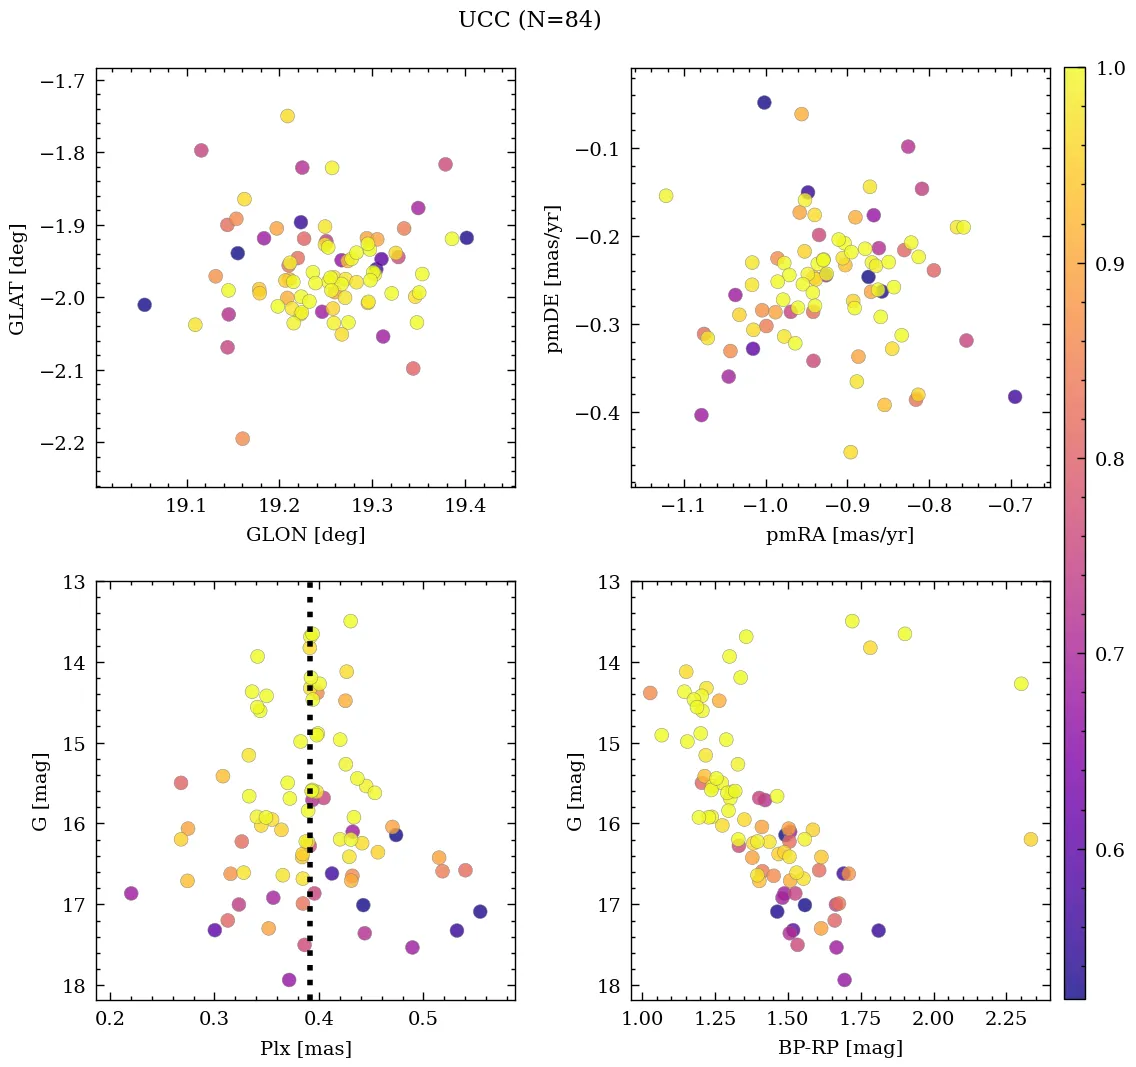 UCC (N=84)
−1.7
−1.8
−1.9
−2.0
−2.1
−2.2
GLAT [deg]
19.1 19.2 19.3 19.4
GLON [deg]
−0.1
−0.2
−0.3
−0.4
pmDE [mas/yr]
−1.1 −1.0 −0.9 −0.8 −0.7
pmRA [mas/yr]
1.0
0.9
0.8
0.7
0.6
13
14
15
16
17
18
G [mag]
0.2 0.3 0.4 0.5
Plx [mas]
13
14
15
16
17
18
G [mag]
1.00 1.25 1.50 1.75 2.00 2.25
BP-RP [mag]